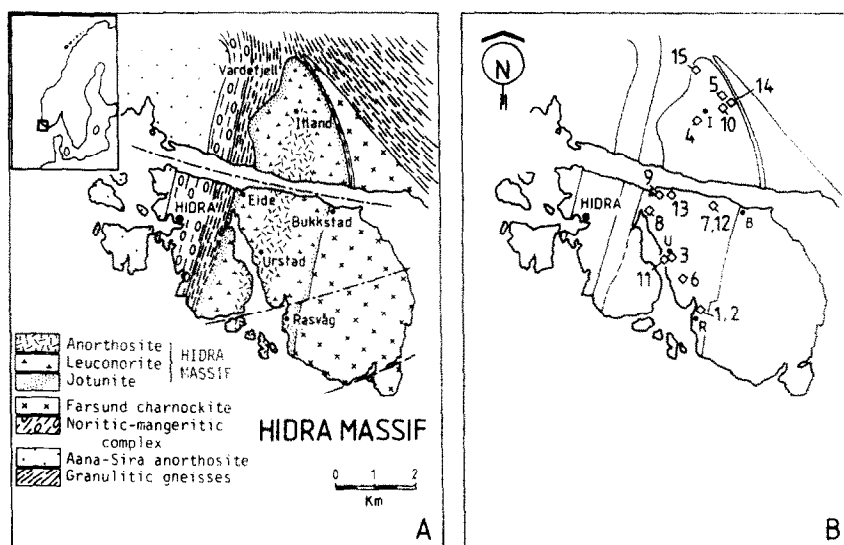 Vardefjell
Itland
HIDRA
Eide
Bukkstad
Urstad
Rasvåg
Anorthosite
Leuconorite
Jotunite
HIDRA
MASSIF
Farsund charnockite
Noritic-mangeritic
complex
Aana-Sira anorthosite
Granulitic gneisses
HIDRA MASSIF
0 1 2
Km
A
N
15
5
14
10
4
I
9
HIDRA
13
8
7,12
B
U
3
11
6
1,2
R
B